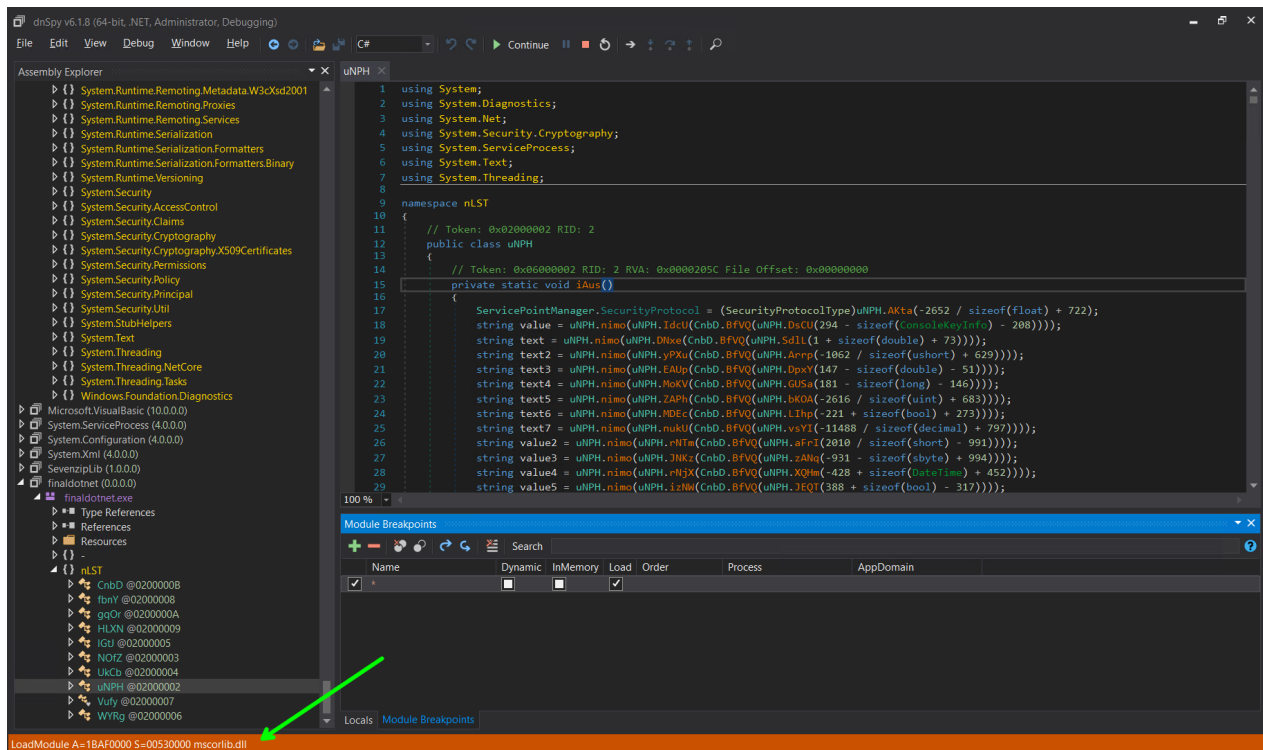 dnSpy v6.1.8 (64-bit, .NET, Administrator, Debugging)
File Edit View Debug Window Help C# Continue
Assembly Explorer
System.Runtime.Remoting.Metadata.W3cXsd2001
System.Runtime.Remoting.Proxies
System.Runtime.Remoting.Services
System.Runtime.Serialization
System.Runtime.Serialization.Formatters
System.Runtime.Serialization.Formatters.Binary
System.Runtime.Versioning
System.Security
System.Security.AccessControl
System.Security.Claims
System.Security.Cryptography
System.Security.Cryptography.X509Certificates
System.Security.Permissions
System.Security.Policy
System.Security.Principal
System.Security.Util
System.StubHelpers
System.Text
System.Threading
System.Threading.NetCore
System.Threading.Tasks
Windows.Foundation.Diagnostics
Microsoft.VisualBasic (10.0.0.0)
System.ServiceProcess (4.0.0.0)
System.Configuration (4.0.0.0)
System.Xml (4.0.0.0)
SevenzipLib (1.0.0.0)
finaldotnet (0.0.0.0)
finaldotnet.exe
Type References
References
Resources
{} -
{} nLST
CnbD @0200000B
fbnY @02000008
gqOr @0200000A
HLXN @02000009
IGtJ @02000005
NOfZ @02000003
UkCb @02000004
uNPH @02000002
Vufy @02000007
WYRg @02000006
uNPH
1 using System;
2 using System.Diagnostics;
3 using System.Net;
4 using System.Security.Cryptography;
5 using System.ServiceProcess;
6 using System.Text;
7 using System.Threading;
8
9 namespace nLST
10 {
11 // Token: 0x02000002 RID: 2
12 public class uNPH
13 {
14 // Token: 0x06000002 RID: 2 RVA: 0x0000205C File Offset: 0x00000000
15 private static void iAus()
16 {
17 ServicePointManager.SecurityProtocol = (SecurityProtocolType)uNPH.AKta(-2652 / sizeof(float) + 722);
18 string value = uNPH.nimo(uNPH.IdcU(CnbD.BfVQ(uNPH.DsCU(294 - sizeof(ConsoleKeyInfo) - 208))));
19 string text = uNPH.nimo(uNPH.DNxe(CnbD.BfVQ(uNPH.SdlL(1 + sizeof(double) + 73))));
20 string text2 = uNPH.nimo(uNPH.yPXu(CnbD.BfVQ(uNPH.Arrp(-1062 / sizeof(ushort) + 629))));
21 string text3 = uNPH.nimo(uNPH.EAUp(CnbD.BfVQ(uNPH.DpxY(147 - sizeof(double) - 51))));
22 string text4 = uNPH.nimo(uNPH.MoKV(CnbD.BfVQ(uNPH.GUSa(181 - sizeof(long) - 146))));
23 string text5 = uNPH.nimo(uNPH.ZAPh(CnbD.BfVQ(uNPH.bKOA(-2616 / sizeof(uint) + 683))));
24 string text6 = uNPH.nimo(uNPH.MDEc(CnbD.BfVQ(uNPH.LIhp(-221 + sizeof(bool) + 273))));
25 string text7 = uNPH.nimo(uNPH.nukU(CnbD.BfVQ(uNPH.vsYI(-11488 / sizeof(decimal) + 797))));
26 string value2 = uNPH.nimo(uNPH.rNTm(CnbD.BfVQ(uNPH.aFrI(2010 / sizeof(short) - 991))));
27 string value3 = uNPH.nimo(uNPH.JNKz(CnbD.BfVQ(uNPH.zANq(-931 - sizeof(sbyte) + 994))));
28 string value4 = uNPH.nimo(uNPH.rNjX(CnbD.BfVQ(uNPH.XQHm(-428 + sizeof(DateTime) + 452))));
29 string value5 = uNPH.nimo(uNPH.izNW(CnbD.BfVQ(uNPH.JEQT(388 + sizeof(bool) - 317))));
100 %
Module Breakpoints
Search
Name Dynamic InMemory Load Order Process AppDomain
*
Locals Module Breakpoints
LoadModule A=1BAF0000 S=00530000 mscorlib.dll